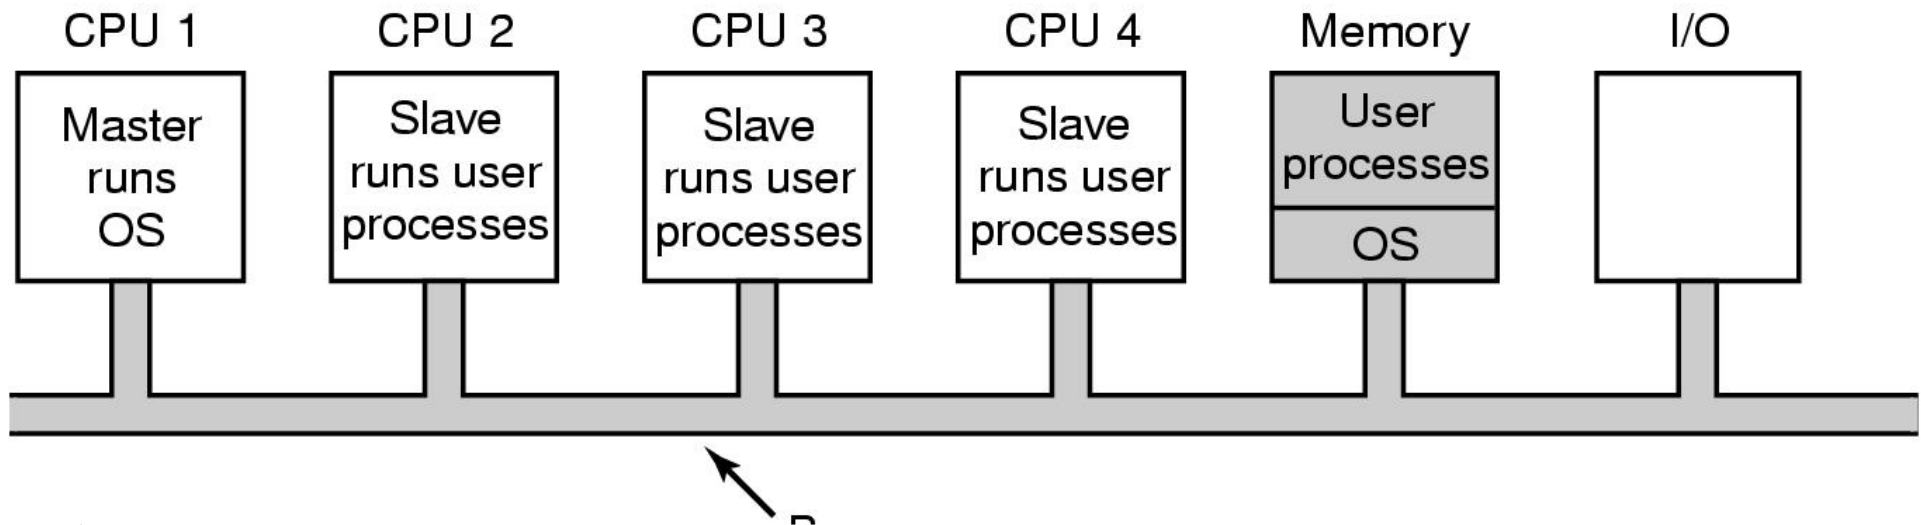 CPU 1
CPU 2
CPU 3
CPU 4
Memory
I/O
Master
runs
OS
Slave
runs user
processes
Slave
runs user
processes
Slave
runs user
processes
User
processes
OS